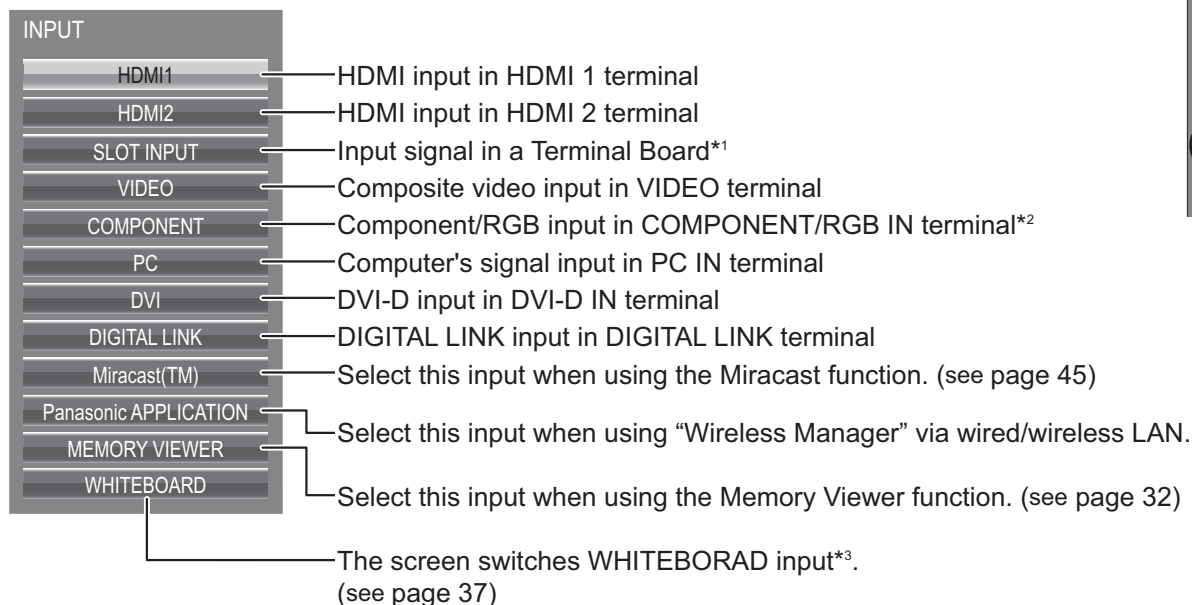 INPUT
HDMI1
HDMI input in HDMI 1 terminal
HDMI2
HDMI input in HDMI 2 terminal
SLOT INPUT
Input signal in a Terminal Board*1
VIDEO
Composite video input in VIDEO terminal
COMPONENT
Component/RGB input in COMPONENT/RGB IN terminal*2
PC
Computer's signal input in PC IN terminal
DVI
DVI-D input in DVI-D IN terminal
DIGITAL LINK
DIGITAL LINK input in DIGITAL LINK terminal
Miracast(TM)
Select this input when using the Miracast function. (see page 45)
Panasonic APPLICATION
Select this input when using “Wireless Manager” via wired/wireless LAN.
MEMORY VIEWER
Select this input when using the Memory Viewer function. (see page 32)
WHITEBOARD
The screen switches WHITEBORAD input*3.
(see page 37)